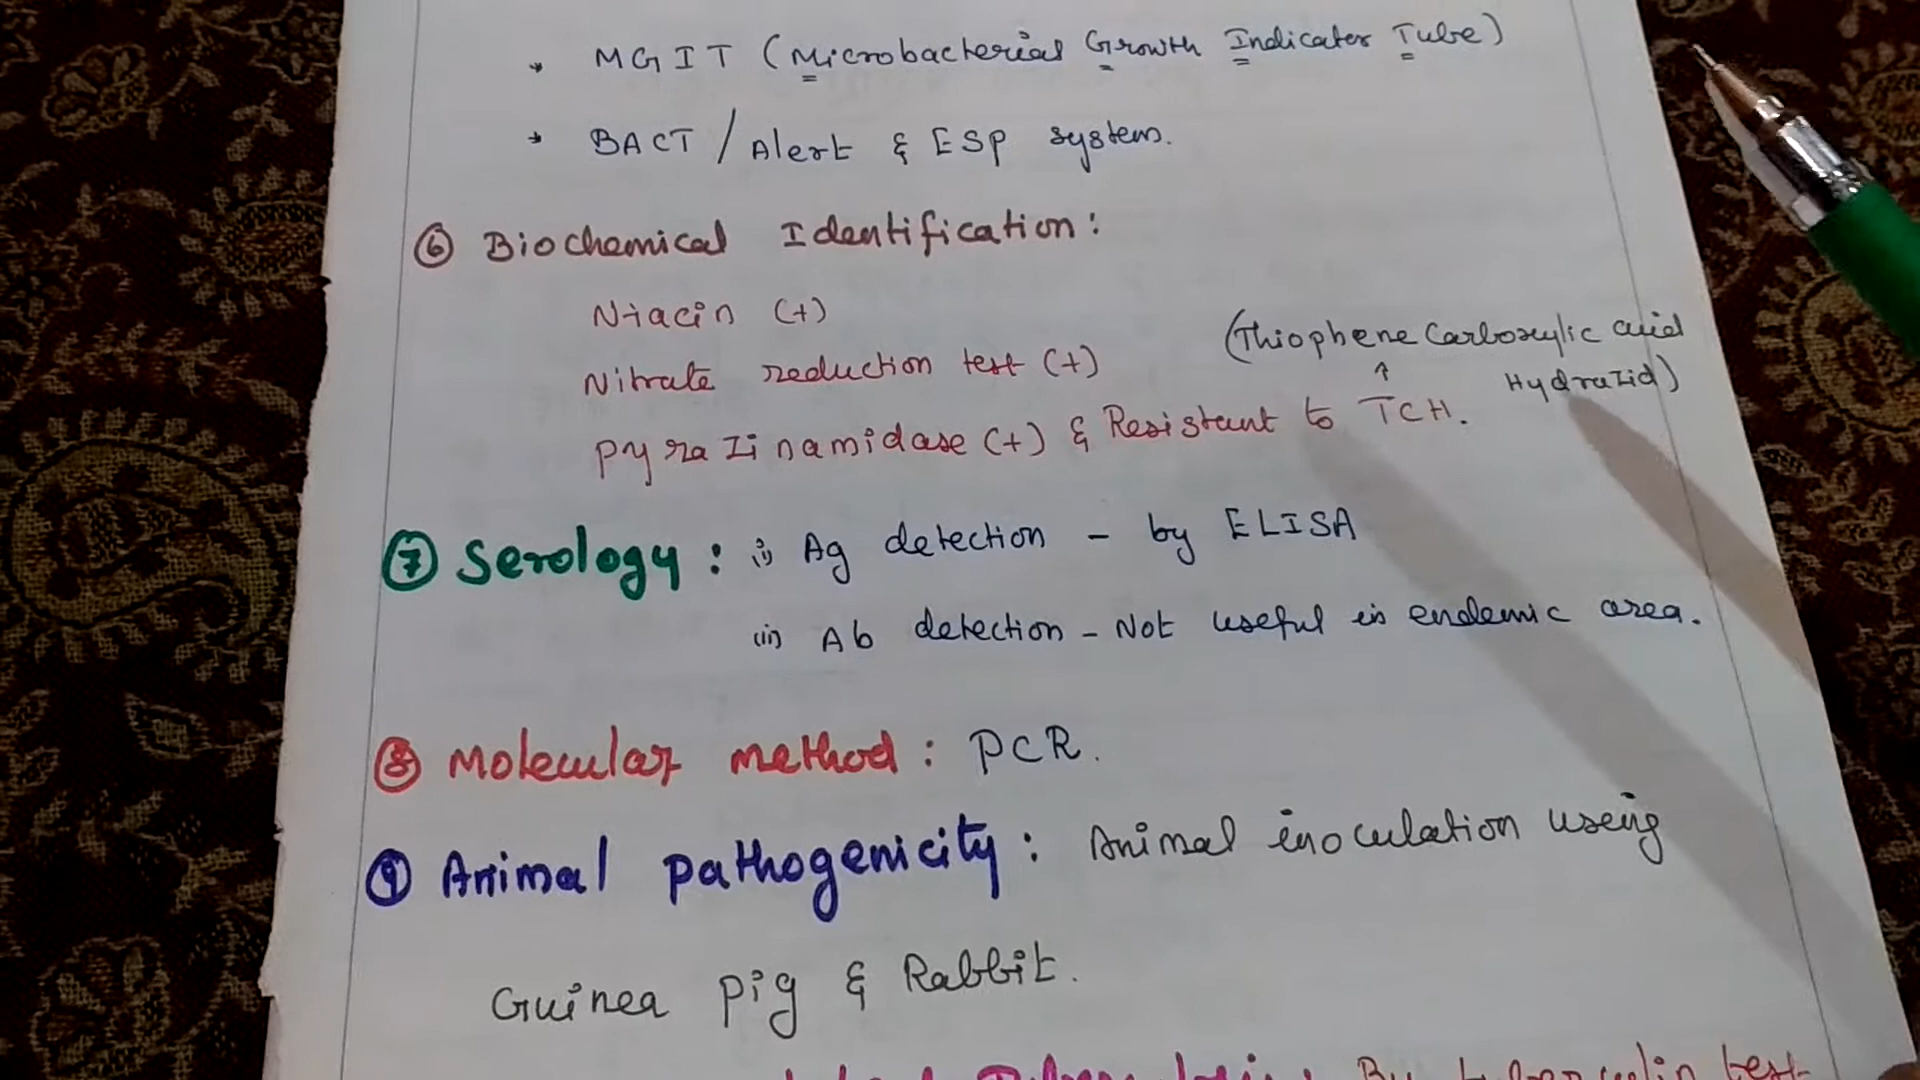 * MGIT (Microbacterial Growth Indicator Tube)
* BACT / Alert & ESP system.
⑥ Biochemical Identification:
Niacin (+)
Nitrate reduction test (+)
(Thiophene Carboxylic acid
Hydrazid)
↑
pyrazinamidase (+) & Resistant to TCH.
⑦ Serology: (i) Ag detection - by ELISA
(ii) Ab detection - Not useful in endemic area.
⑧ Molecular method: PCR.
⑨ Animal pathogenicity: Animal inoculation using
Guinea pig & Rabbit.
By test